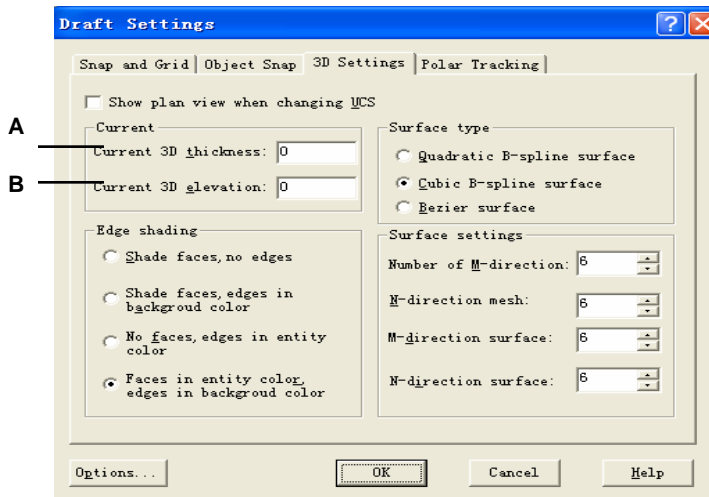 Draft Settings
Snap and Grid Object Snap 3D Settings Polar Tracking
Show plan view when changing UCS
A
Current
Current 3D thickness: 0
B
Current 3D elevation: 0
Surface type
Quadratic B-spline surface
Cubic B-spline surface
Bezier surface
Edge shading
Shade faces, no edges
Shade faces, edges in
backgroud color
No faces, edges in entity
color
Faces in entity color,
edges in backgroud color
Surface settings
Number of M-direction: 6
N-direction mesh: 6
M-direction surface: 6
N-direction surface: 6
Options... OK Cancel Help